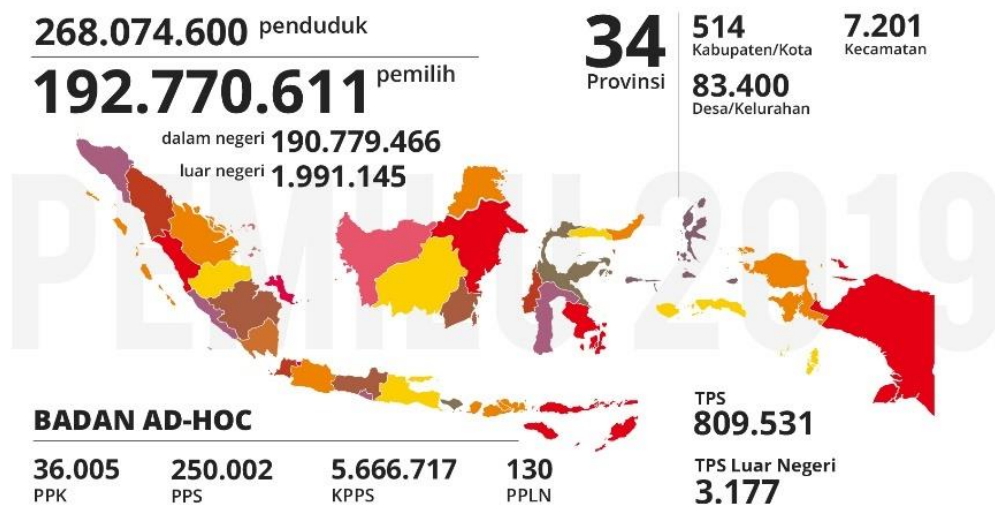 268.074.600 penduduk
192.770.611 pemilih
dalam negeri 190.779.466
luar negeri 1.991.145
34
Provinsi
514
Kabupaten/Kota
7.201
Kecamatan
83.400
Desa/Kelurahan
PEMILU 2019
BADAN AD-HOC
36.005
PPK
250.002
PPS
5.666.717
KPPS
130
PPLN
TPS
809.531
TPS Luar Negeri
3.177